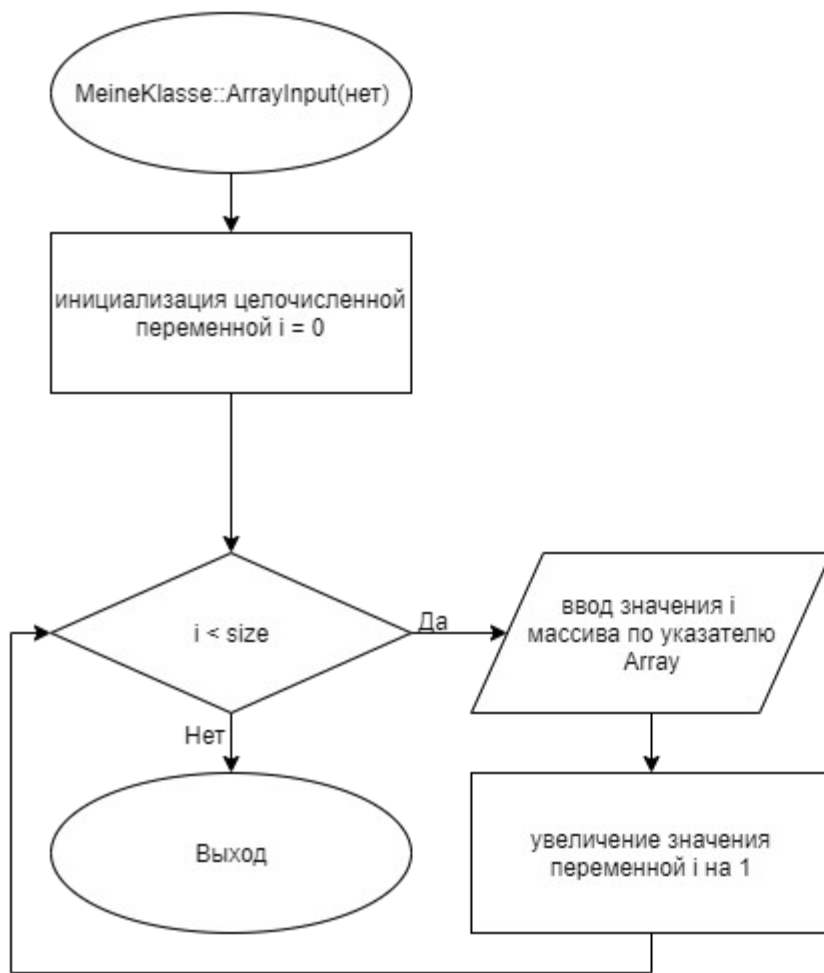 MeineKlasse::ArrayInput(нет)
инициализация целочисленной
переменной i = 0
i < size
Да
ввод значения i
массива по указателю
Array
Нет
Выход
увеличение значения
переменной i на 1